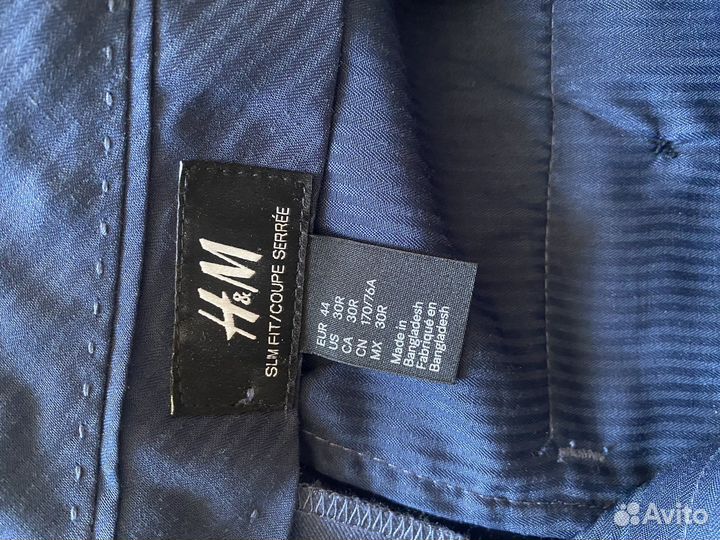 H&M
SLIM FIT/COUPE SERRÉE
EUR 44
US 30R
CA 30R
CN 170/76A
MX 30R
Made in
Bangladesh
Fabriqué en
Bangladesh
Avito